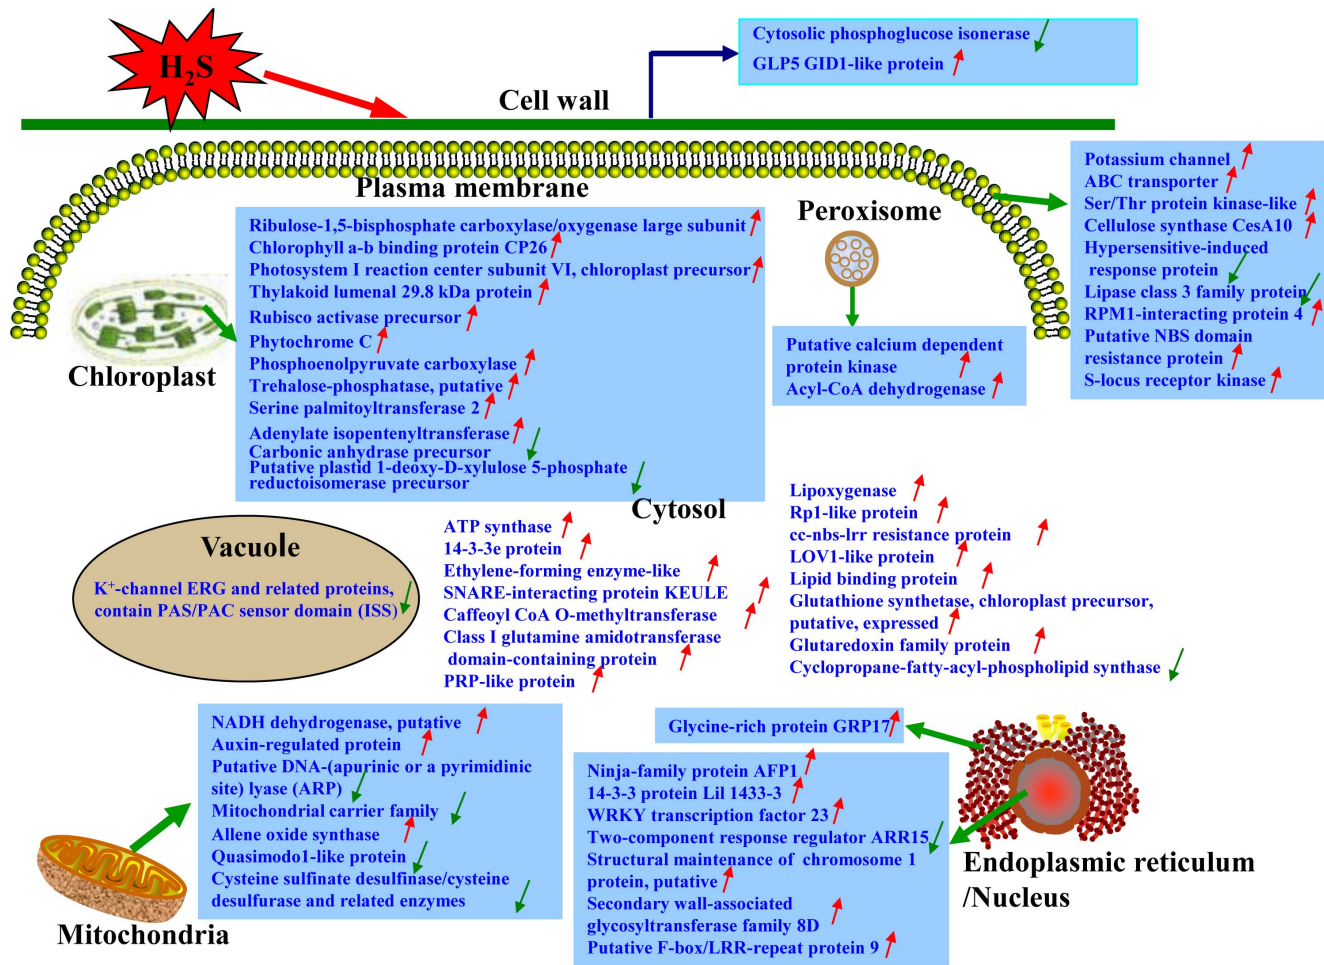 H₂S
Cytosolic phosphoglucose isonerase
GLP5 GID1-like protein
Cell wall
Plasma membrane
Potassium channel
ABC transporter
Ser/Thr protein kinase-like
Cellulose synthase CesA10
Hypersensitive-induced
response protein
Lipase class 3 family protein
RPM1-interacting protein 4
Putative NBS domain
resistance protein
S-locus receptor kinase
Ribulose-1,5-bisphosphate carboxylase/oxygenase large subunit
Chlorophyll a-b binding protein CP26
Photosystem I reaction center subunit VI, chloroplast precursor
Thylakoid lumenal 29.8 kDa protein
Rubisco activase precursor
Phytochrome C
Phosphoenolpyruvate carboxylase
Trehalose-phosphatase, putative
Serine palmitoyltransferase 2
Adenylate isopentenyltransferase
Carbonic anhydrase precursor
Putative plastid 1-deoxy-D-xylulose 5-phosphate
reductoisomerase precursor
Chloroplast
Peroxisome
Putative calcium dependent
protein kinase
Acyl-CoA dehydrogenase
Cytosol
Vacuole
K⁺-channel ERG and related proteins,
contain PAS/PAC sensor domain (ISS)
ATP synthase
14-3-3e protein
Ethylene-forming enzyme-like
SNARE-interacting protein KEULE
Caffeoyl CoA O-methyltransferase
Class I glutamine amidotransferase
domain-containing protein
PRP-like protein
Lipoxygenase
Rp1-like protein
cc-nbs-lrr resistance protein
LOV1-like protein
Lipid binding protein
Glutathione synthetase, chloroplast precursor,
putative, expressed
Glutaredoxin family protein
Cyclopropane-fatty-acyl-phospholipid synthase
NADH dehydrogenase, putative
Auxin-regulated protein
Putative DNA-(apurinic or a pyrimidinic
site) lyase (ARP)
Mitochondrial carrier family
Allene oxide synthase
Quasimodo1-like protein
Cysteine sulfinate desulfinase/cysteine
desulfurase and related enzymes
Mitochondria
Glycine-rich protein GRP17
Ninja-family protein AFP1
14-3-3 protein Lil 1433-3
WRKY transcription factor 23
Two-component response regulator ARR15
Structural maintenance of chromosome 1
protein, putative
Secondary wall-associated
glycosyltransferase family 8D
Putative F-box/LRR-repeat protein 9
Endoplasmic reticulum
/Nucleus